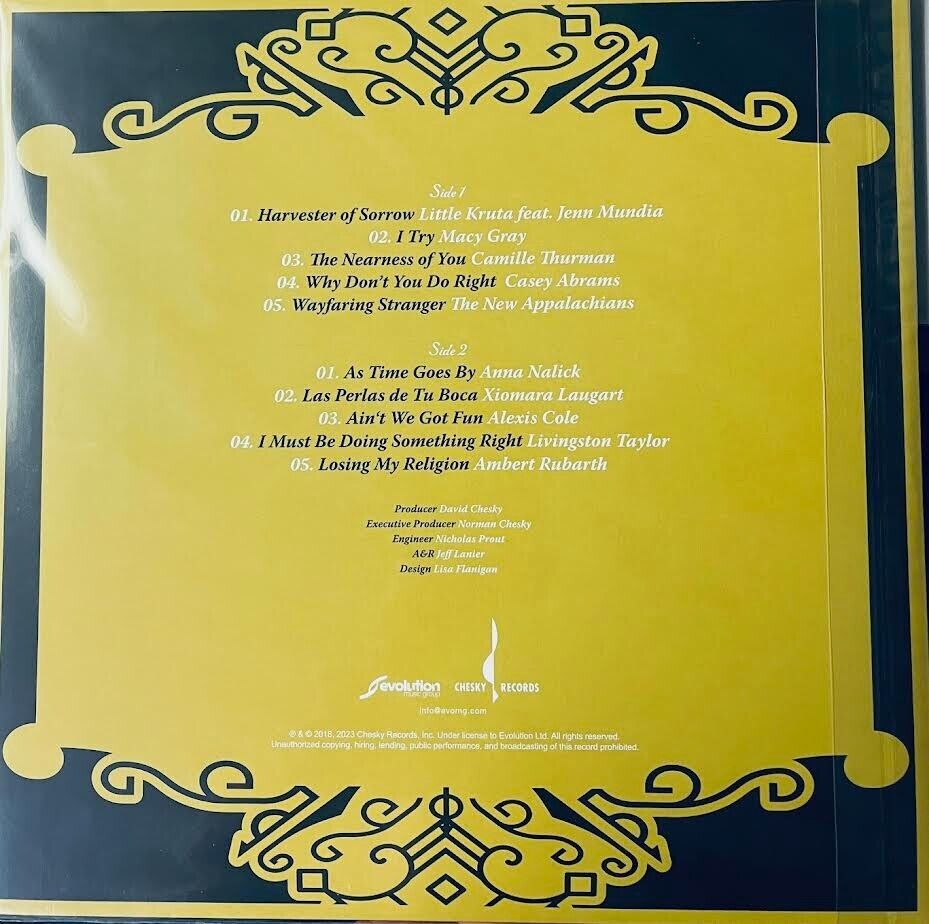 Side 1
01. Harvester of Sorrow Little Kruta feat. Jenn Mundia
02. I Try Macy Gray
03. The Nearness of You Camille Thurman
04. Why Don't You Do Right Casey Abrams
05. Wayfaring Stranger The New Appalachians
Side 2
01. As Time Goes By Anna Nalick
02. Las Perlas de Tu Boca Xiomara Laugart
03. Ain't We Got Fun Alexis Cole
04. I Must Be Doing Something Right Livingston Taylor
05. Losing My Religion Ambert Rubarth
Producer David Chesky
Executive Producer Norman Chesky
Engineer Nicholas Prout
A&R Jeff Lanier
Design Lisa Flanigan
evolution
music group
CHESKY RECORDS
info@evomg.com
℗ & © 2018, 2023 Chesky Records, Inc. Under license to Evolution Ltd. All rights reserved.
Unauthorized copying, hiring, lending, public performance, and broadcasting of this record prohibited.